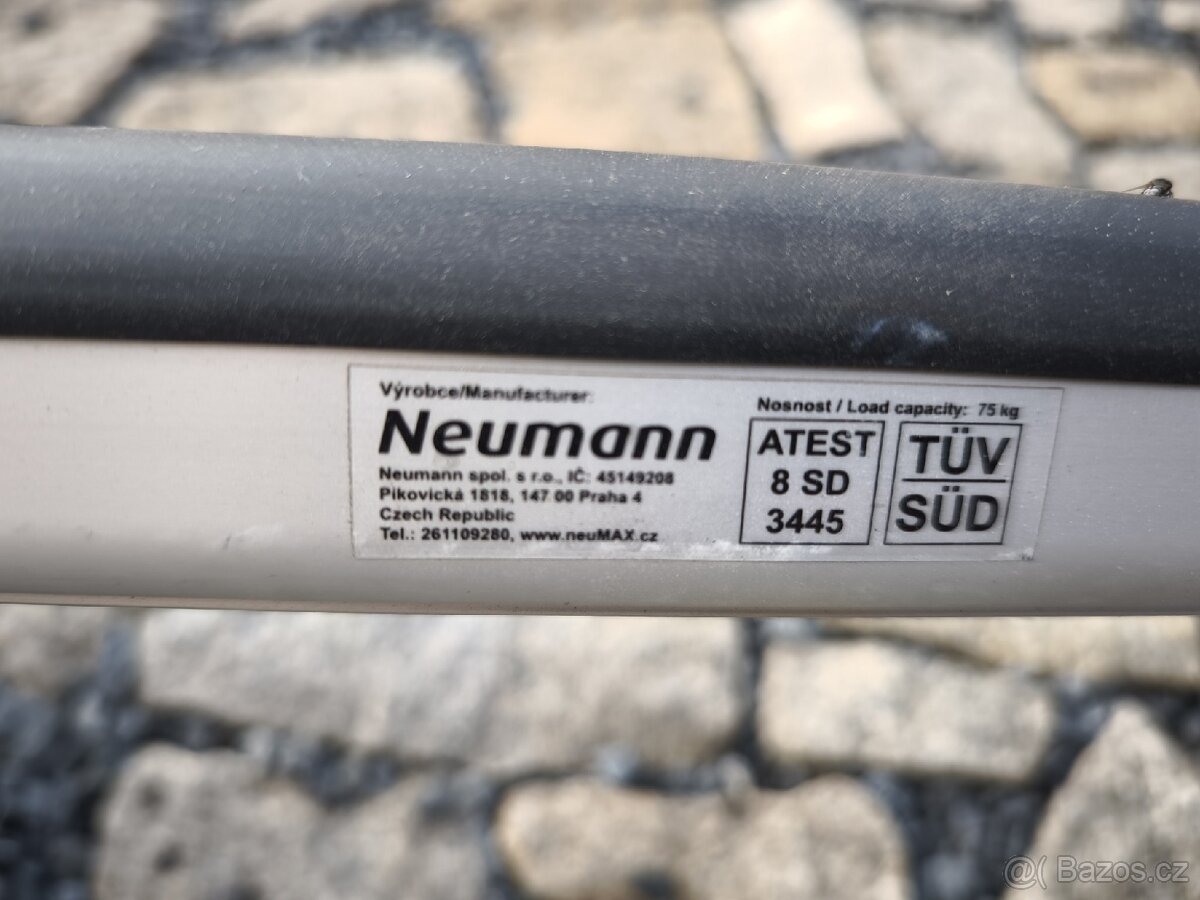 Výrobce/Manufacturer:
Neumann
Neumann spol. s r.o., IČ: 45149208
Pikovická 1818, 147 00 Praha 4
Czech Republic
Tel.: 261109280, www.neuMAX.cz
Nosnost / Load capacity: 75 kg
ATEST
8 SD
3445
TÜV
SÜD
Bazos.cz